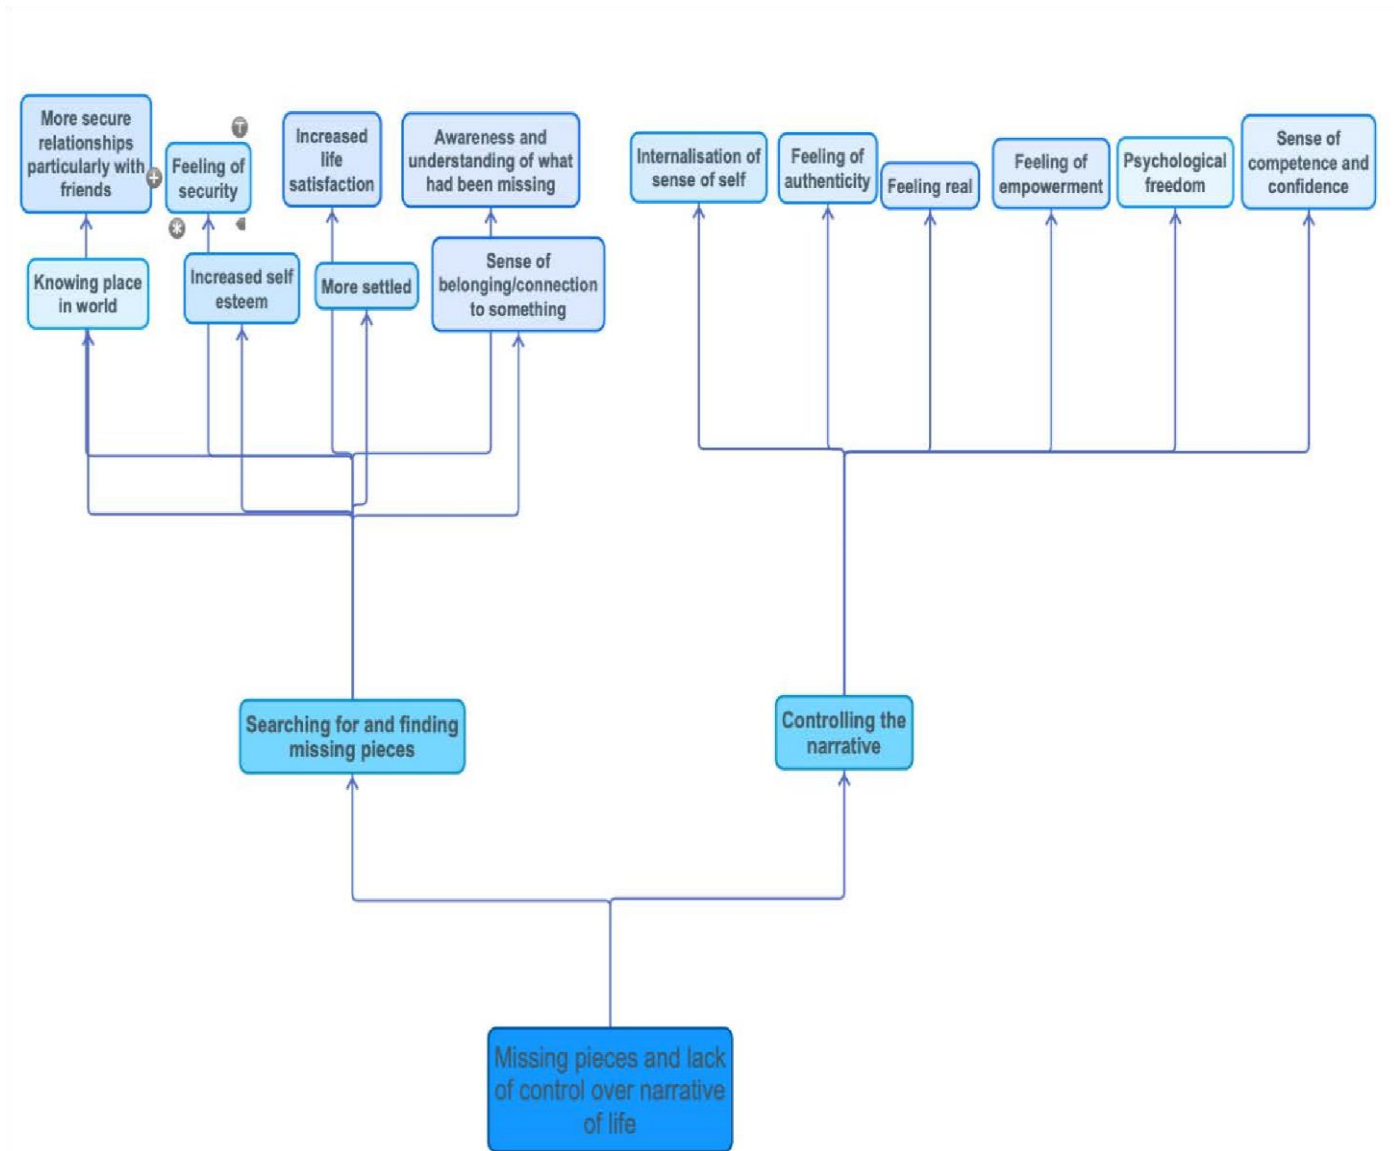 More secure
relationships
particularly with
friends
Feeling of
security
Increased
life
satisfaction
Awareness and
understanding of what
had been missing
Internalisation of
sense of self
Feeling of
authenticity
Feeling real
Feeling of
empowerment
Psychological
freedom
Sense of
competence and
confidence
Knowing place
in world
Increased self
esteem
More settled
Sense of
belonging/connection
to something
Searching for and finding
missing pieces
Controlling the
narrative
Missing pieces and lack
of control over narrative
of life